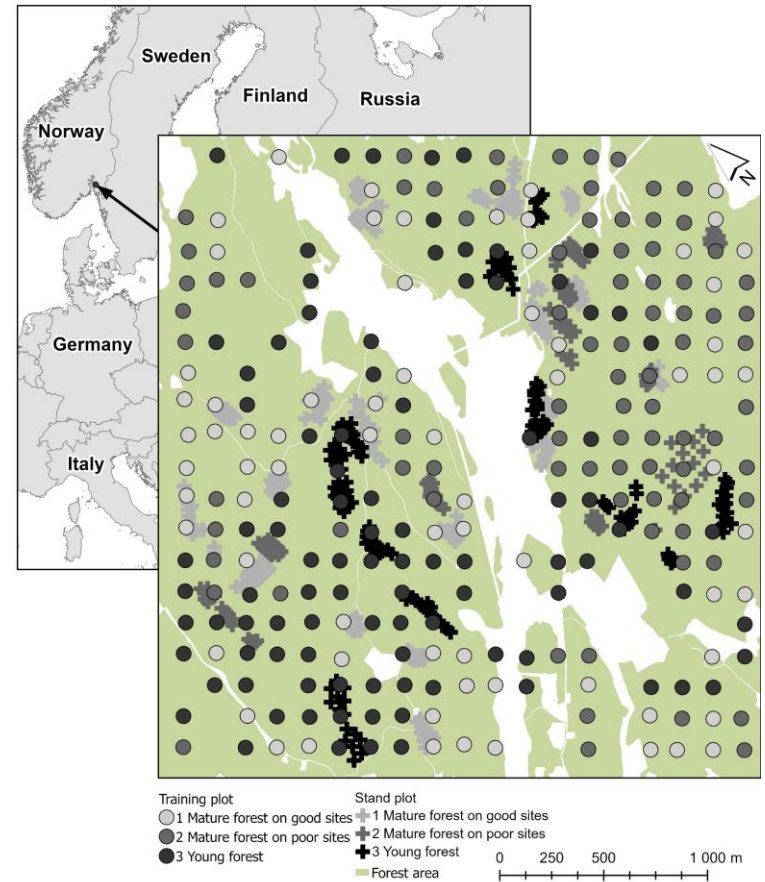 Sweden
Finland
Russia
Norway
Germany
Italy
N
Training plot
1 Mature forest on good sites
2 Mature forest on poor sites
3 Young forest
Stand plot
1 Mature forest on good sites
2 Mature forest on poor sites
3 Young forest
Forest area
0 250 500 1 000 m